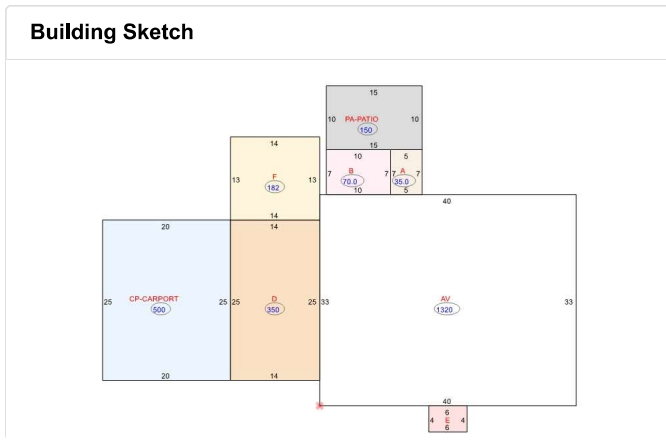 Building Sketch
15
10 PA-PATIO 10
150
15
14
13 F 13
182
14
10 5
7 B 7 7 A 7
70.0 35.0
10 5
40
20
14
25 CP-CARPORT 25
500
20
25 D 25
350
14
33 AV 33
1320
40
6
4 E 4
6